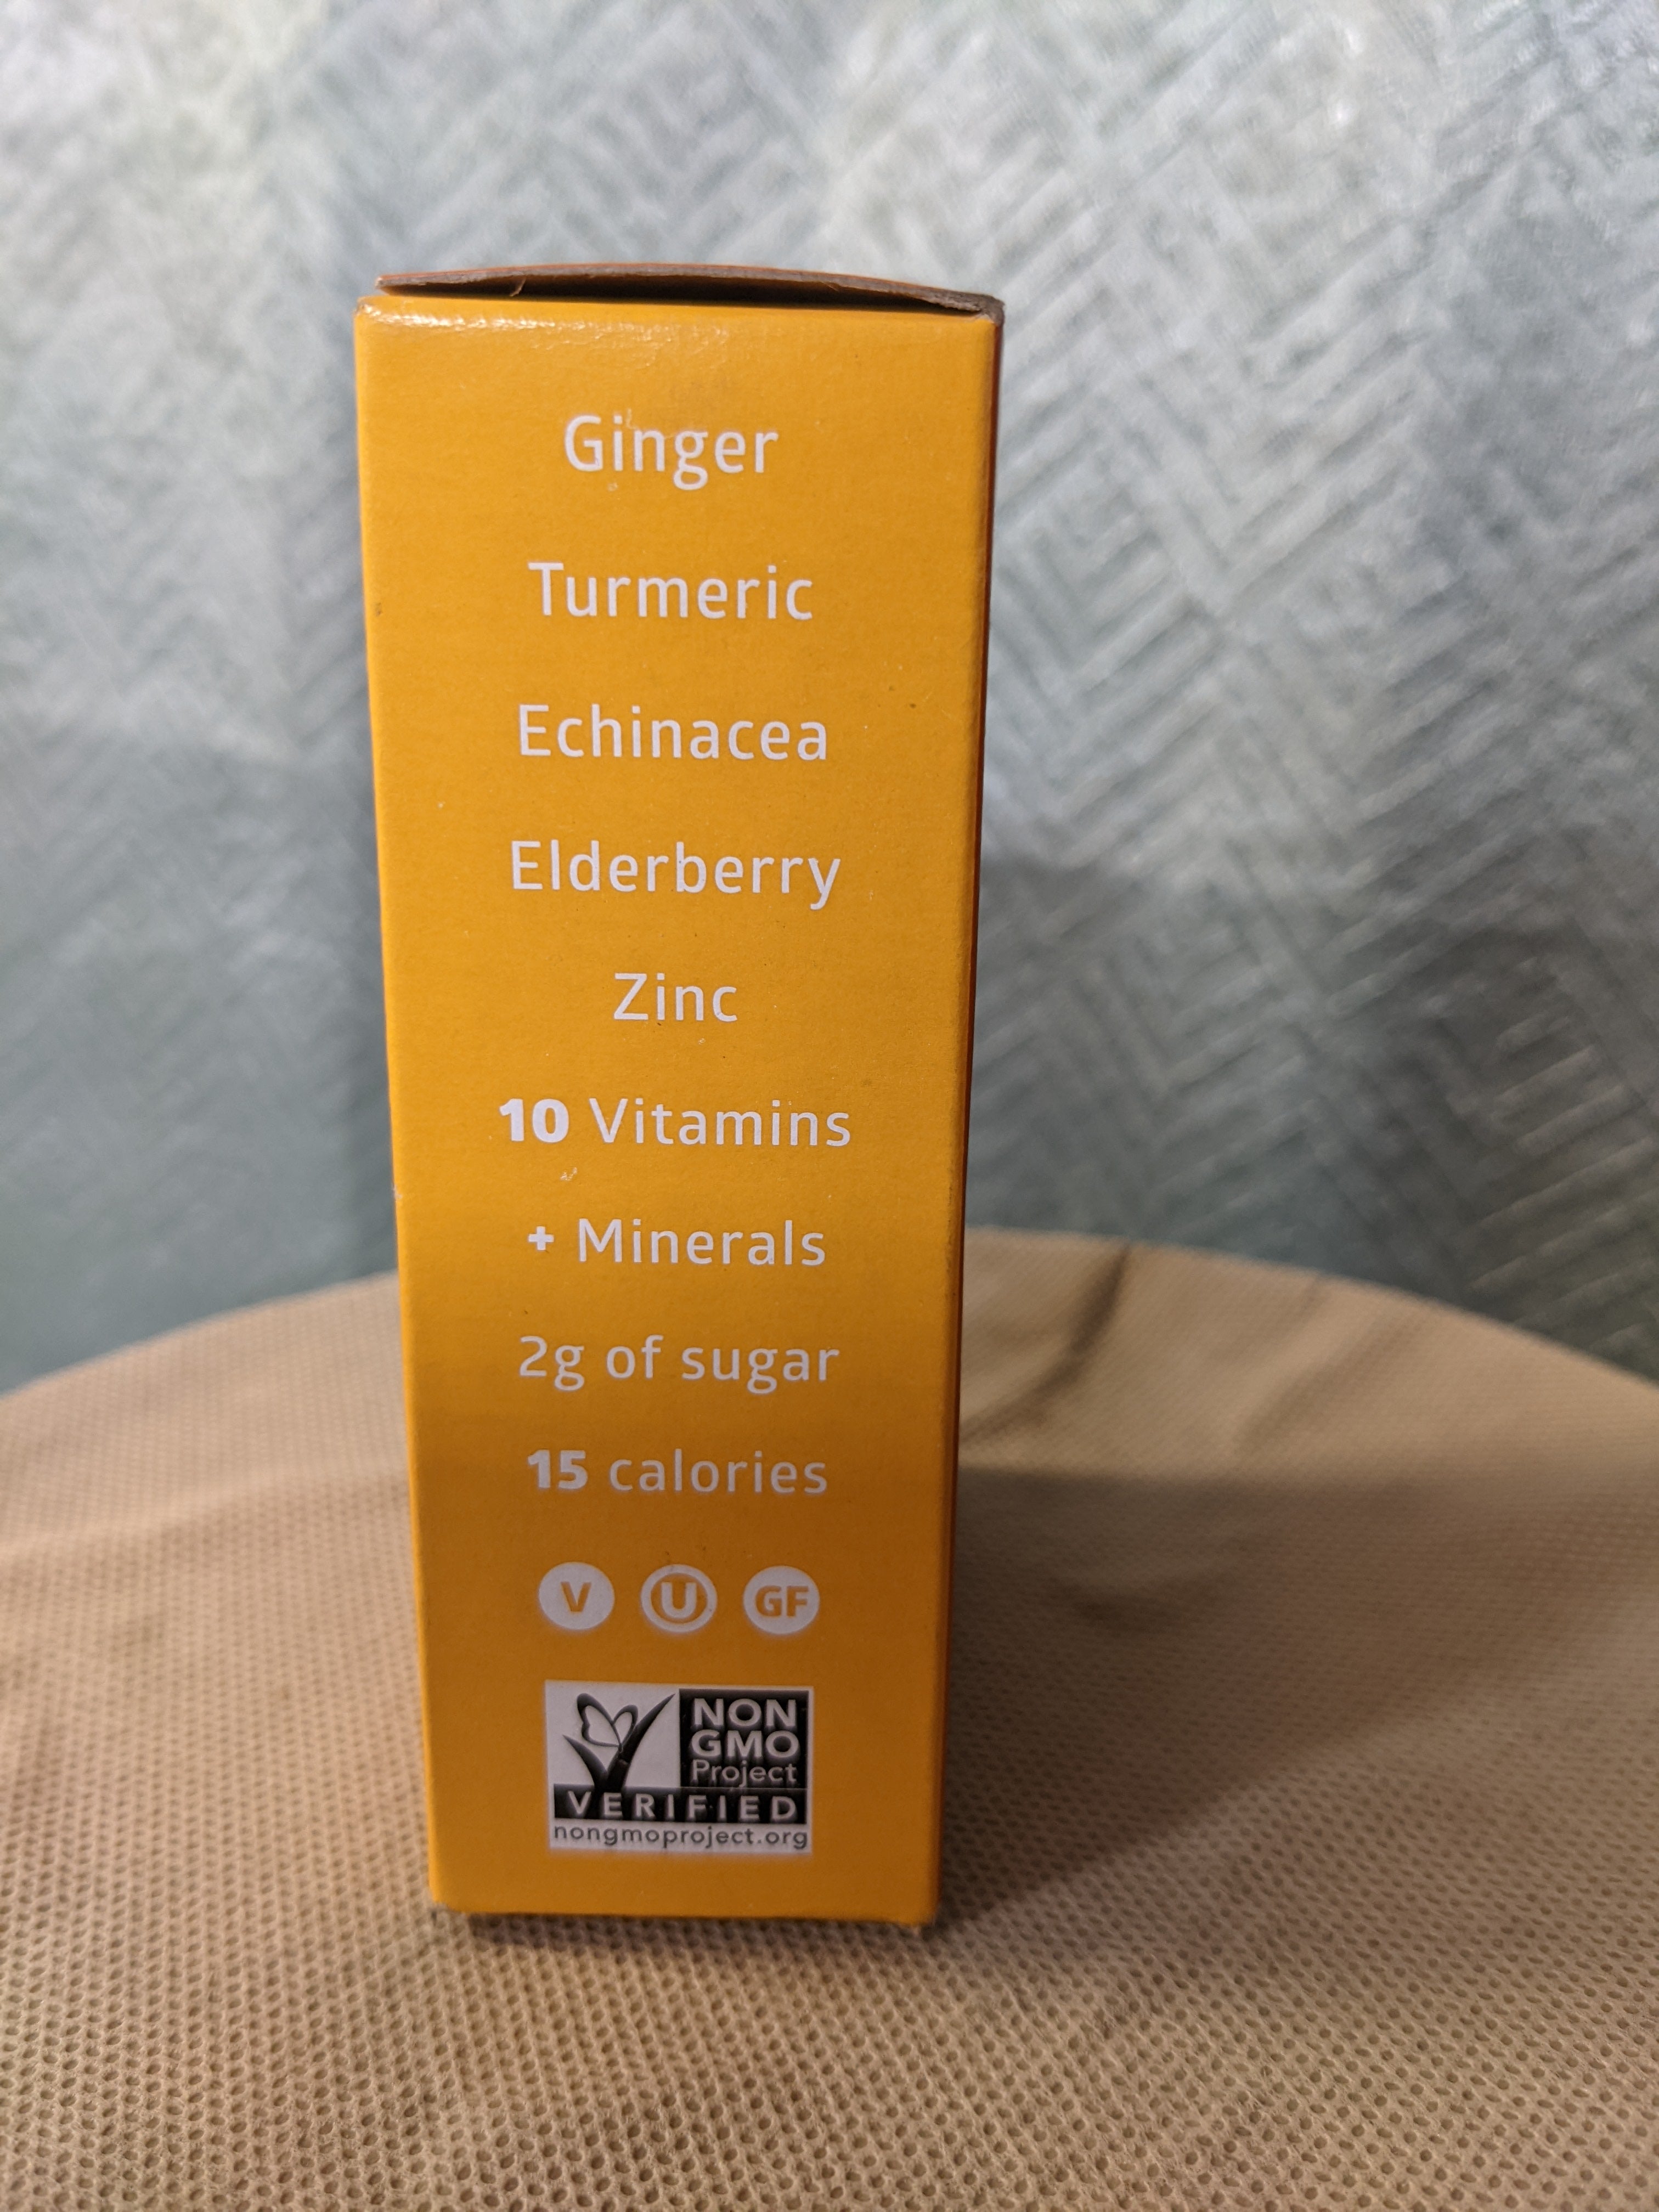 Ginger
Turmeric
Echinacea
Elderberry
Zinc
10 Vitamins
+ Minerals
2g of sugar
15 calories
V U GF
NON
GMO
Project
VERIFIED
nongmoproject.org